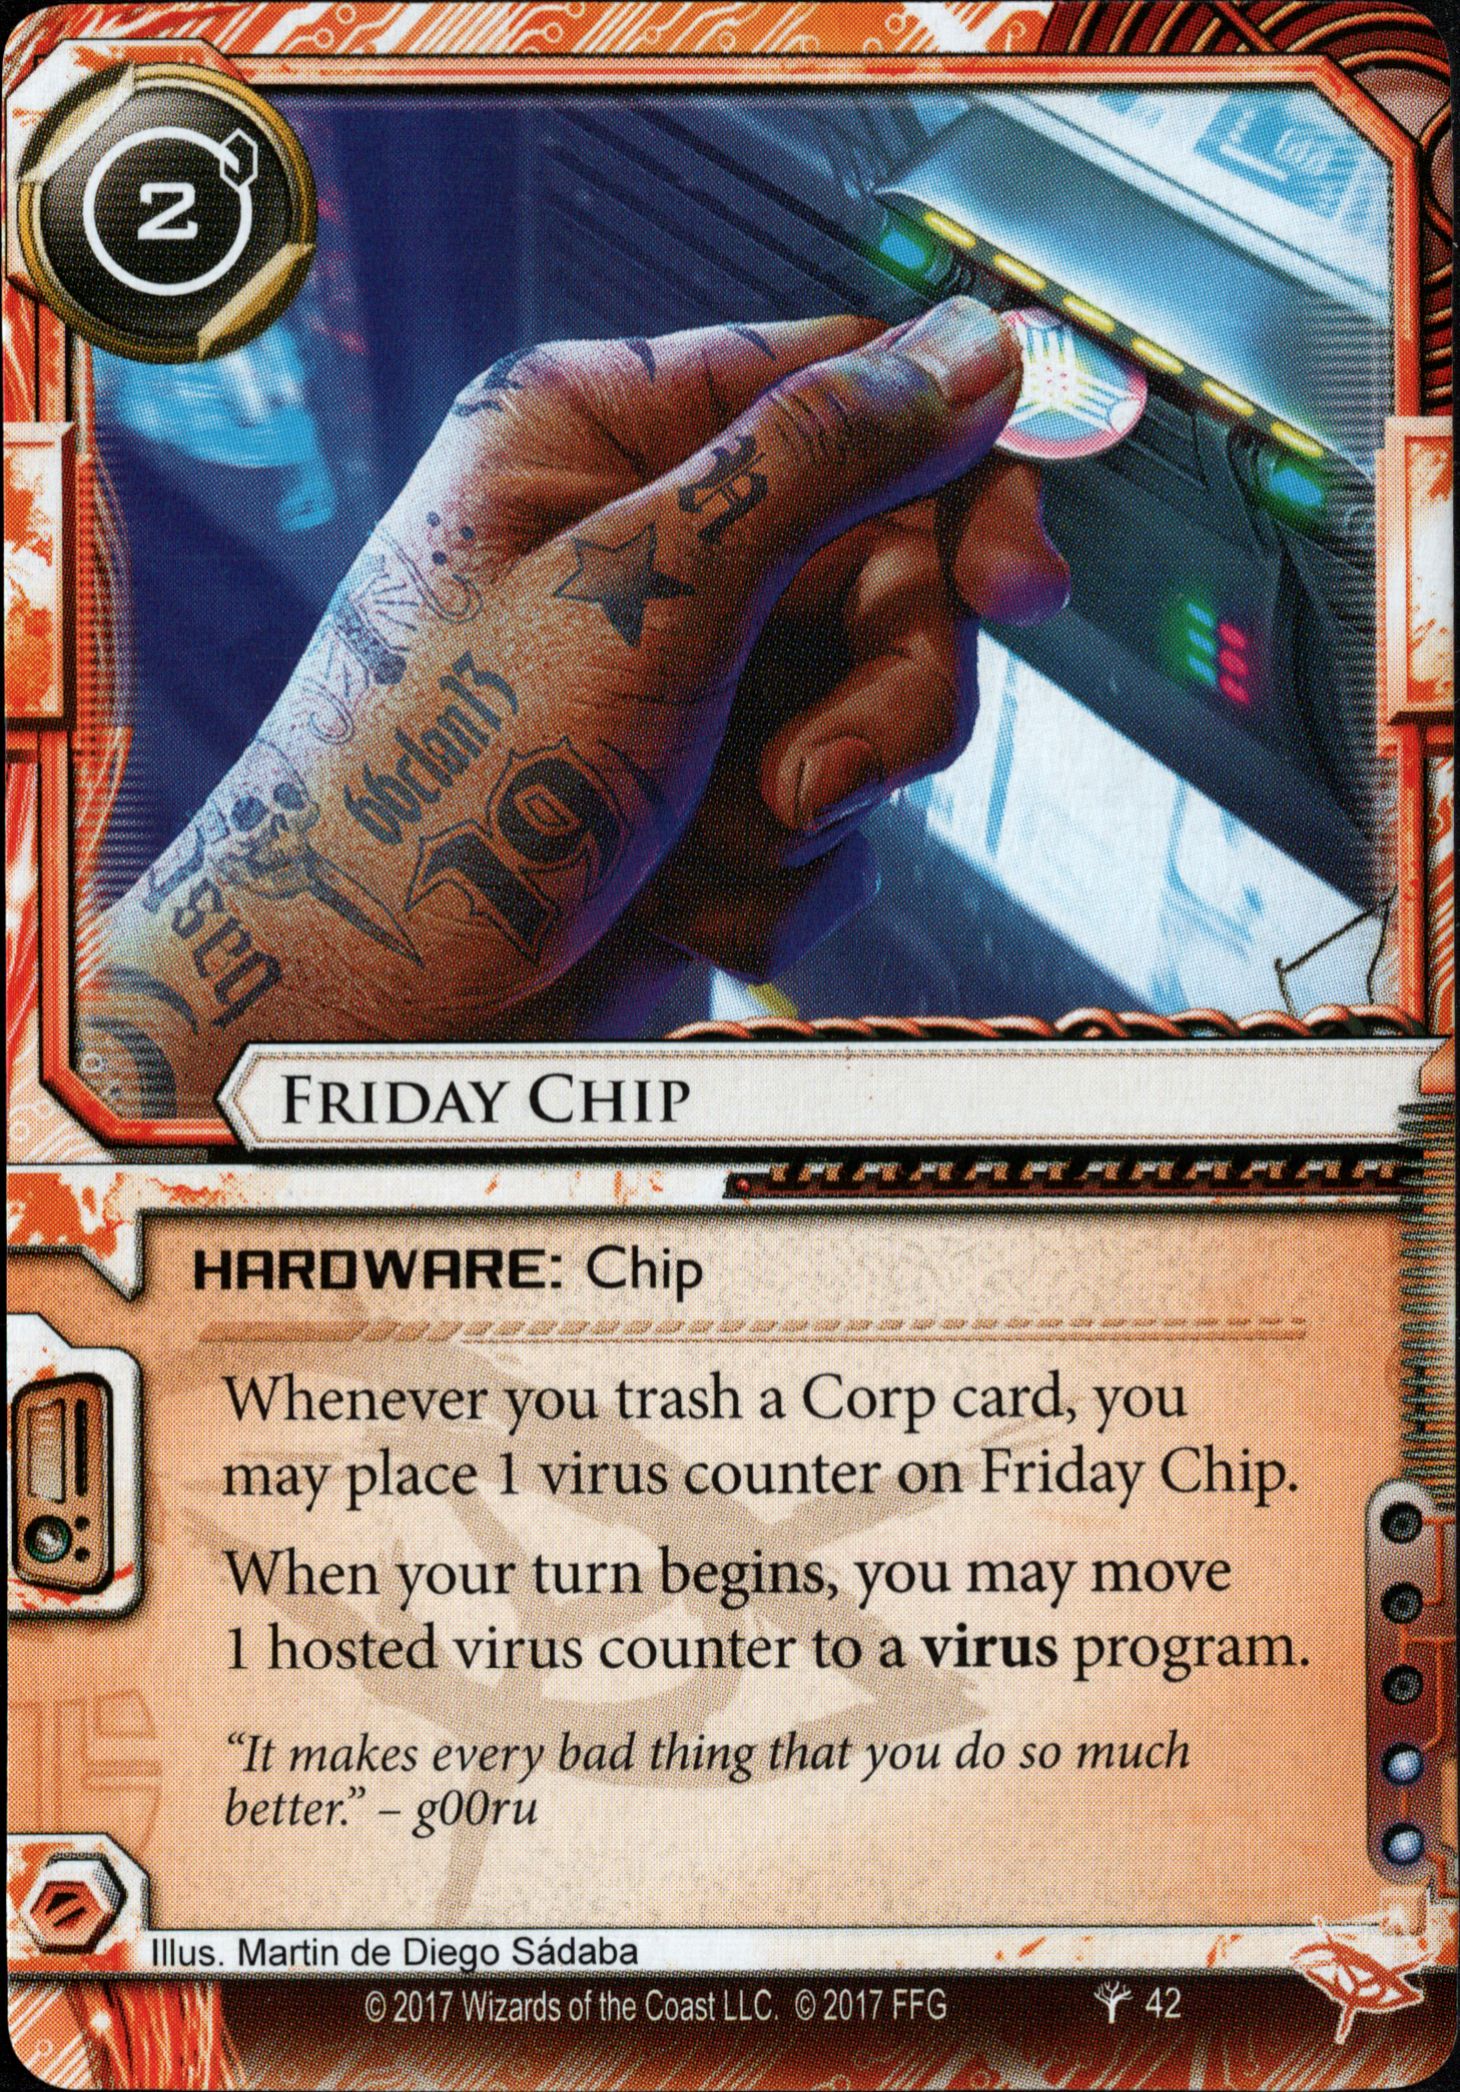 2
R
bbclan13
19
Friday Chip
HARDWARE: Chip
Whenever you trash a Corp card, you
may place 1 virus counter on Friday Chip.
When your turn begins, you may move
1 hosted virus counter to a virus program.
“It makes every bad thing that you do so much
better.” – g00ru
Illus. Martin de Diego Sádaba
© 2017 Wizards of the Coast LLC. © 2017 FFG
42